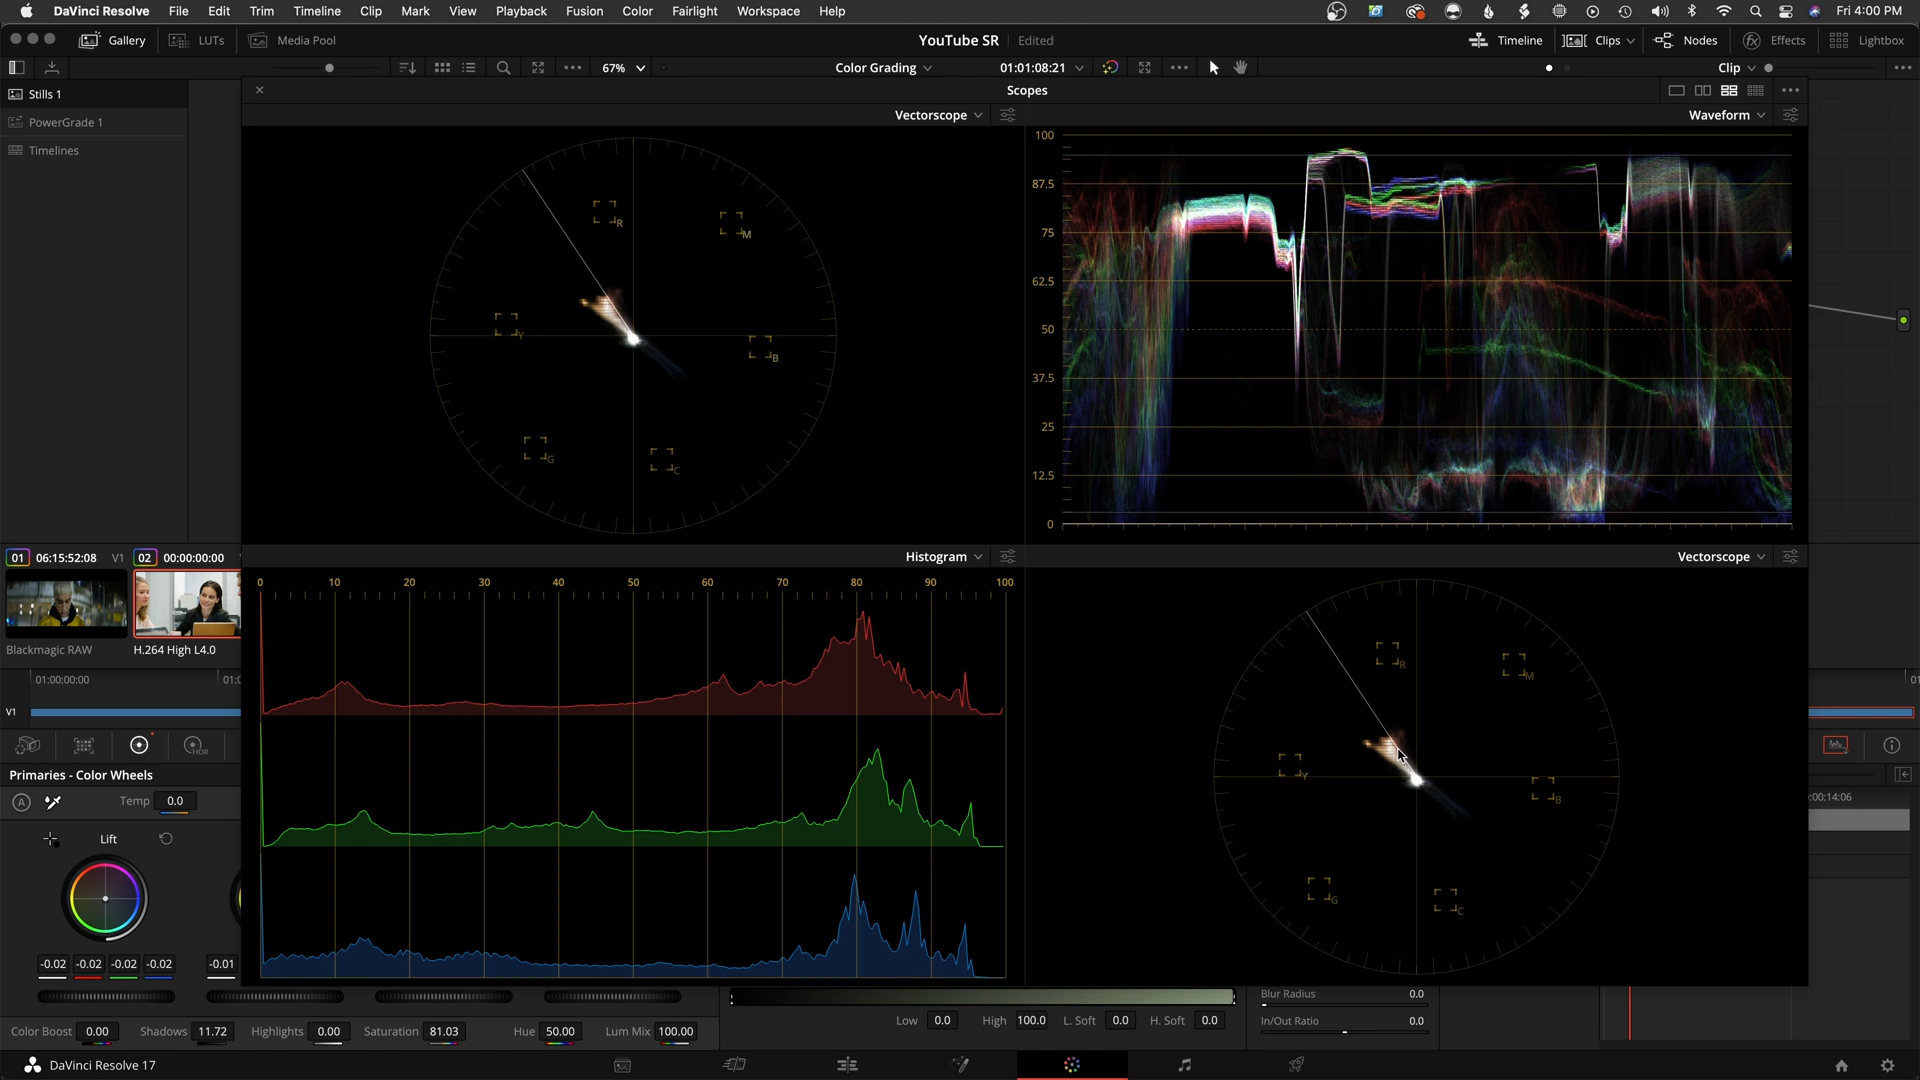 DaVinci Resolve File Edit Trim Timeline Clip Mark View Playback Fusion Color Fairlight Workspace Help Fri 4:00 PM
Gallery LUTs Media Pool YouTube SR Edited Timeline Clips Nodes Effects Lightbox
67% Color Grading 01:01:08:21 Clip
Stills 1
PowerGrade 1
Timelines
Scopes
Vectorscope
R
M
Y
B
G
C
Waveform
100
87.5
75
62.5
50
37.5
25
12.5
0
Histogram
0 10 20 30 40 50 60 70 80 90 100
Vectorscope
R
M
Y
B
G
C
01 06:15:52:08 V1 02 00:00:00:00
Blackmagic RAW H.264 High L4.0
01:00:00:00 01:0
01
V1
HDR
Primaries - Color Wheels
A Temp 0.0
:00:14:06
Lift
-0.02 -0.02 -0.02 -0.02 -0.01
Blur Radius 0.0
Low 0.0 High 100.0 L. Soft 0.0 H. Soft 0.0
In/Out Ratio 0.0
Color Boost 0.00 Shadows 11.72 Highlights 0.00 Saturation 81.03 Hue 50.00 Lum Mix 100.00
DaVinci Resolve 17